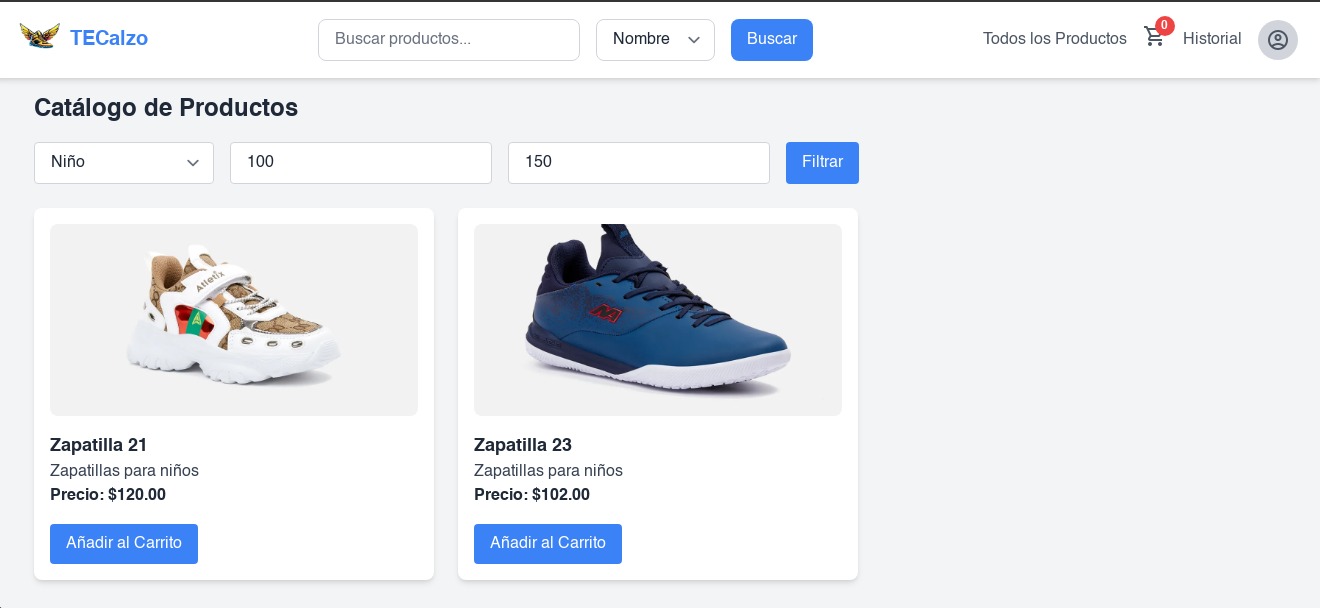 TECalzo
Buscar productos...
Nombre
Buscar
Todos los Productos
0
Historial
Catálogo de Productos
Niño
100
150
Filtrar
Atletix
Zapatilla 21
Zapatillas para niños
Precio: $120.00
Añadir al Carrito
Zapatilla 23
Zapatillas para niños
Precio: $102.00
Añadir al Carrito